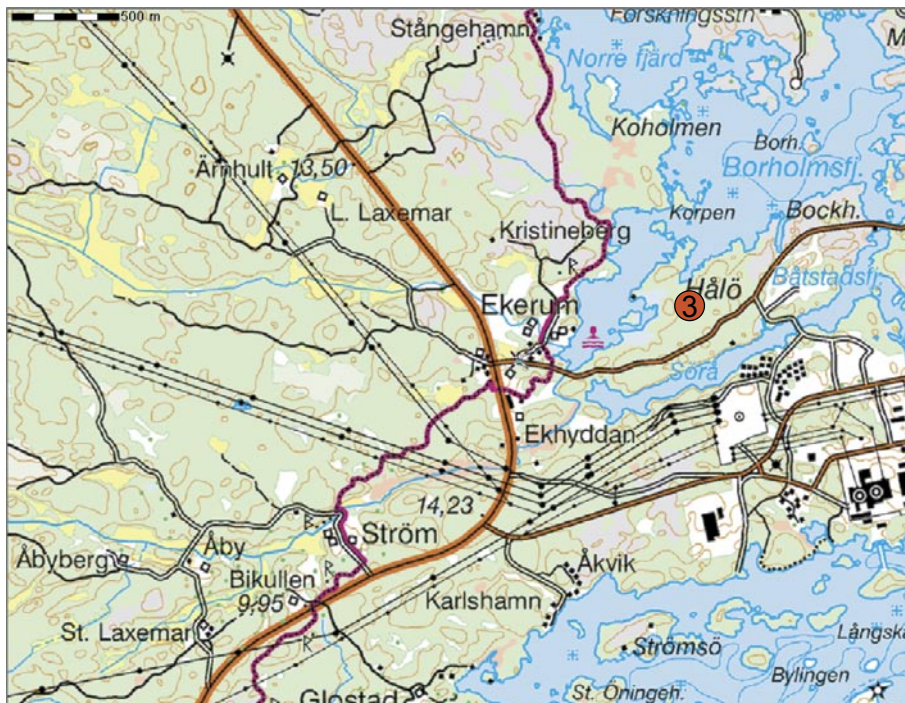 500 m
Forskningsstn
Stångehamn
Norre fjärd
Koholmen
Borh.
Borholmsfj.
Ärnhult
13,50
15
L. Laxemar
Korpen
Bockh.
Kristineberg
Båtstadsfj.
Hålö
3
Ekerum
Sörå
Ekhyddan
14,23
Ström
Åby
Åbyberg
Bikullen
9,95
Åkvik
Karlshamn
St. Laxemar
Strömsö
Långska
Bylingen
Glostad
St. Öningeh.